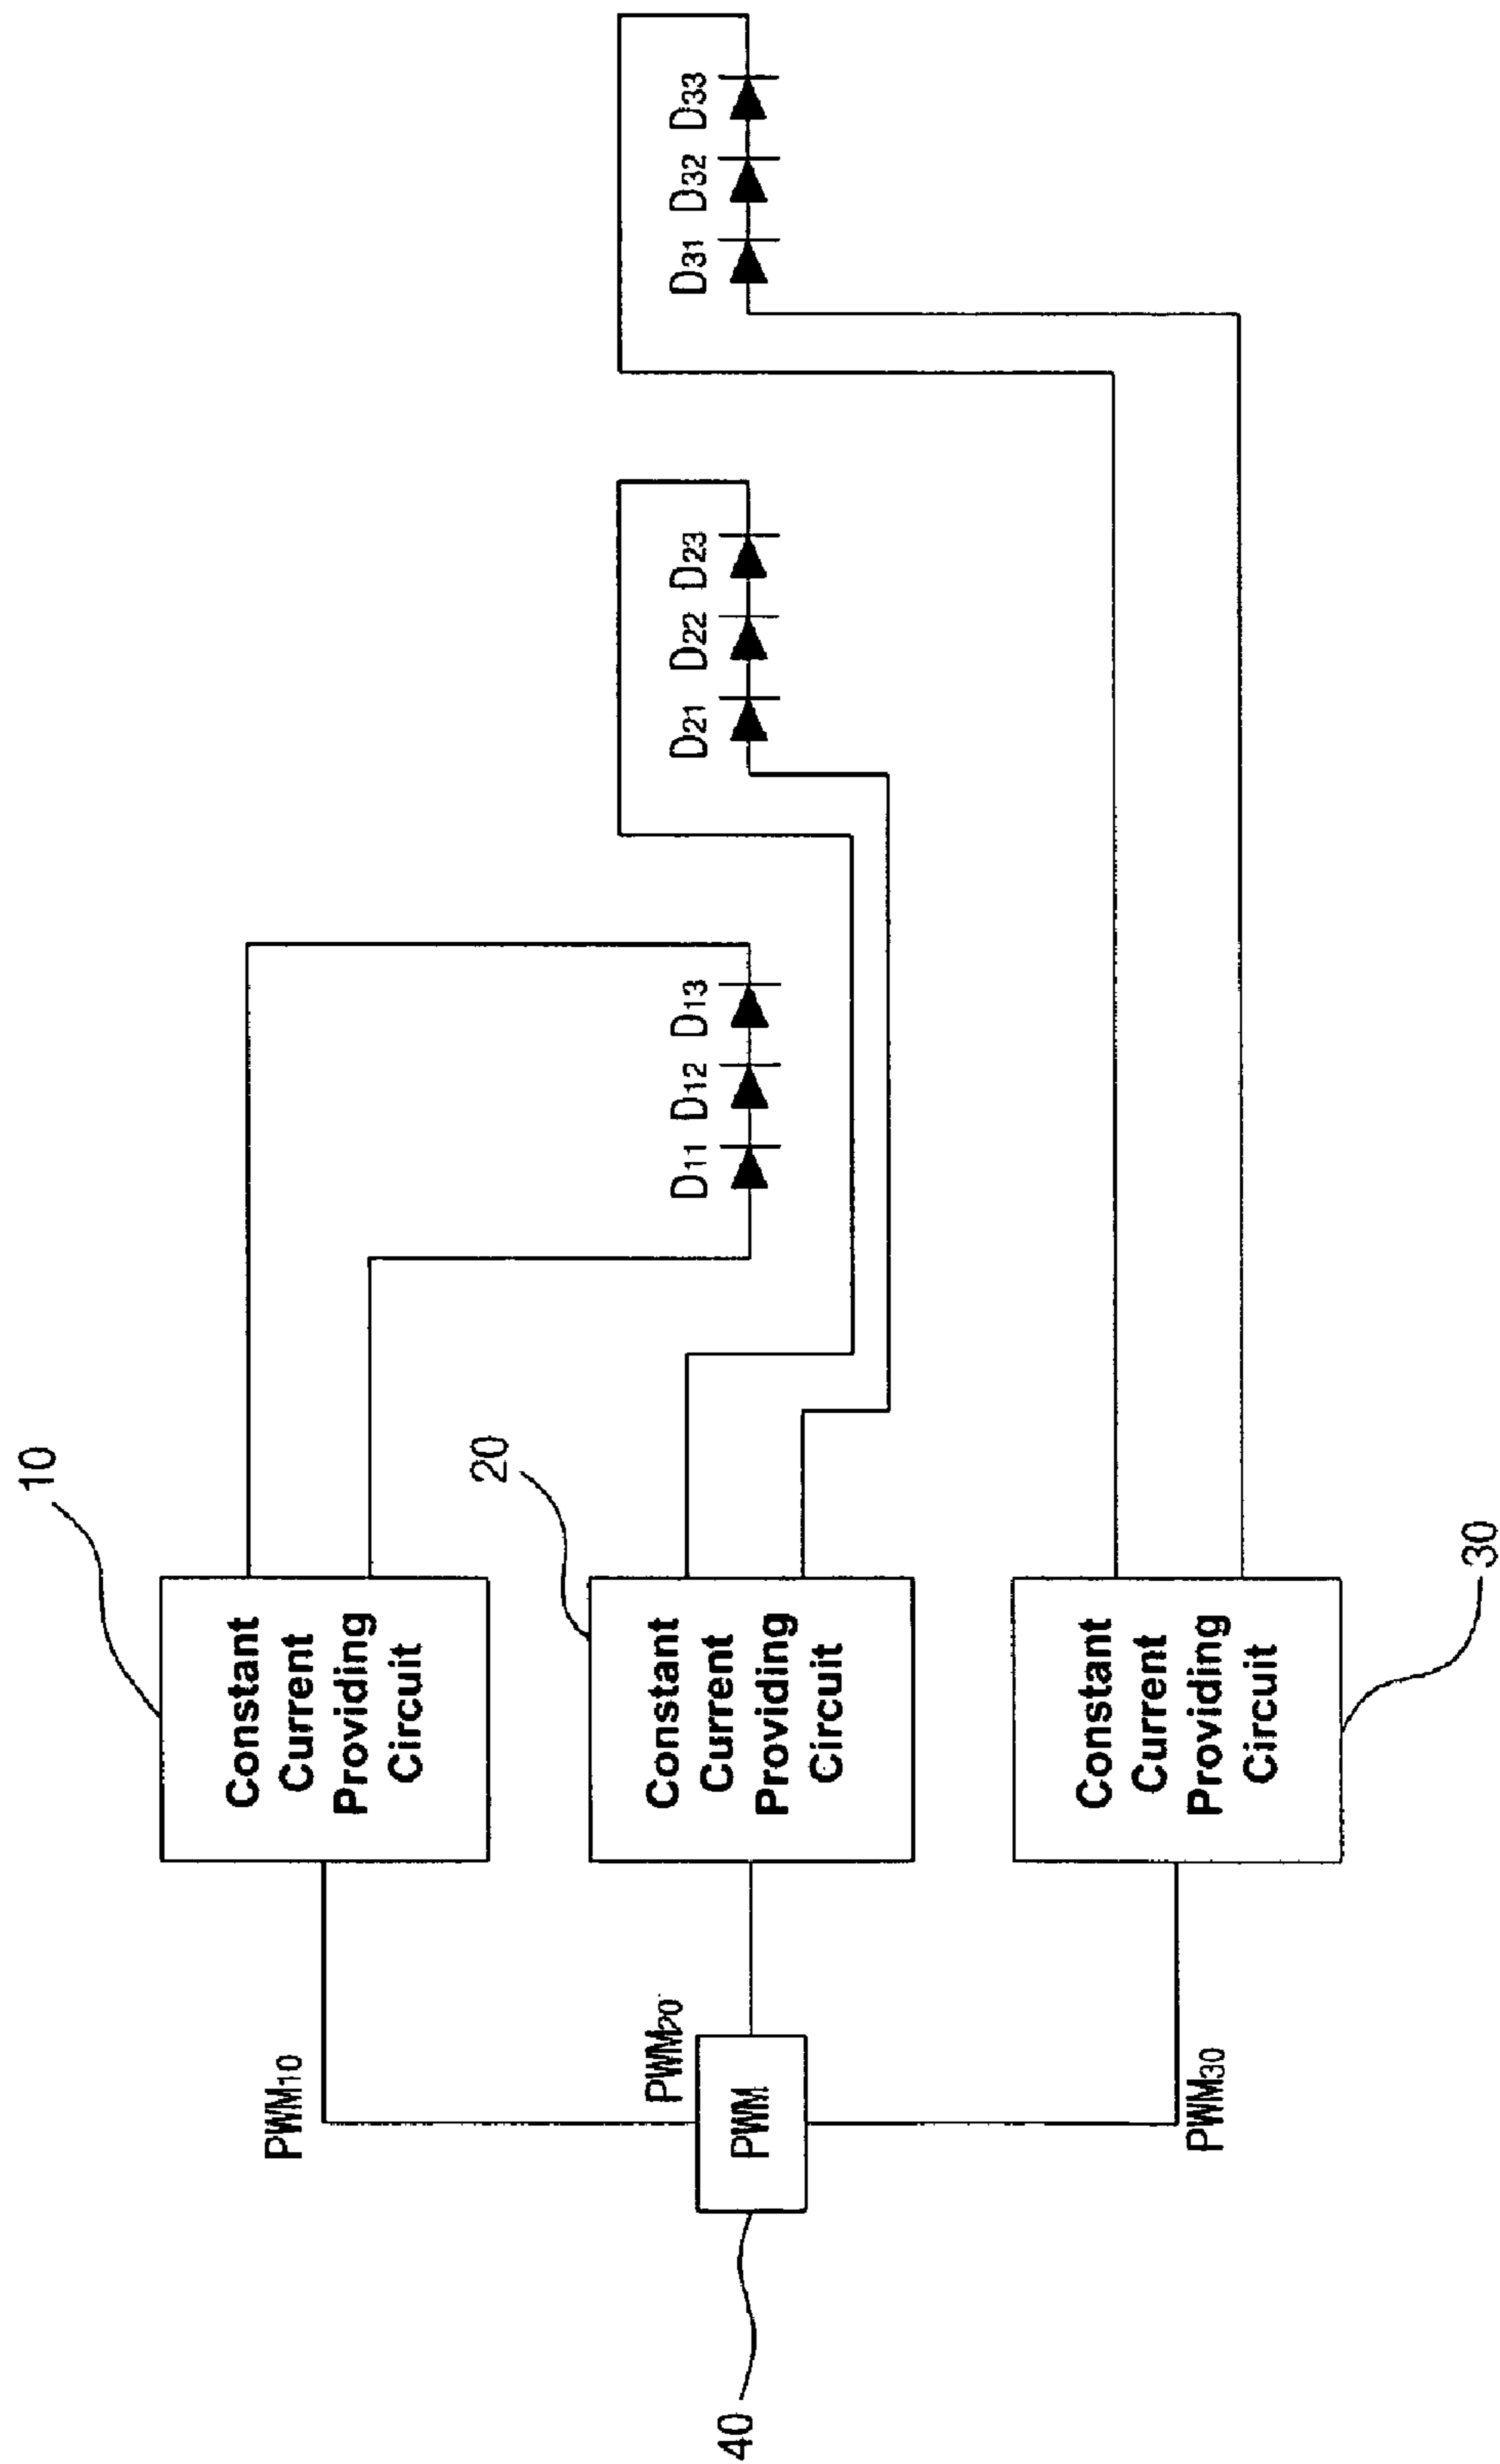 10
Constant
Current
Providing
Circuit
PWM10
D11 D12 D13
D21 D22 D23
D31 D32 D33
20
Constant
Current
Providing
Circuit
PWM20
PWM
40
30
Constant
Current
Providing
Circuit
PWM30